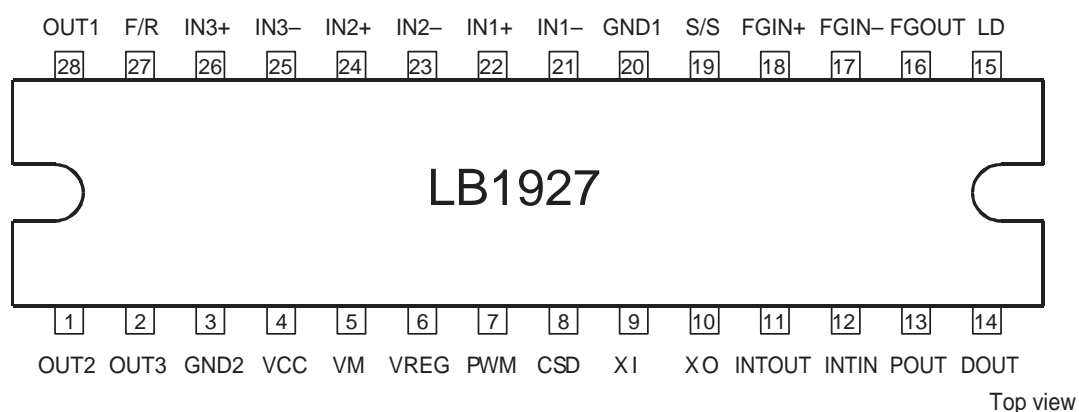 OUT1 F/R IN3+ IN3– IN2+ IN2– IN1+ IN1– GND1 S/S FGIN+ FGIN– FGOUT LD
28 27 26 25 24 23 22 21 20 19 18 17 16 15
LB1927
1 2 3 4 5 6 7 8 9 10 11 12 13 14
OUT2 OUT3 GND2 VCC VM VREG PWM CSD XI XO INTOUT INTIN POUT DOUT
Top view